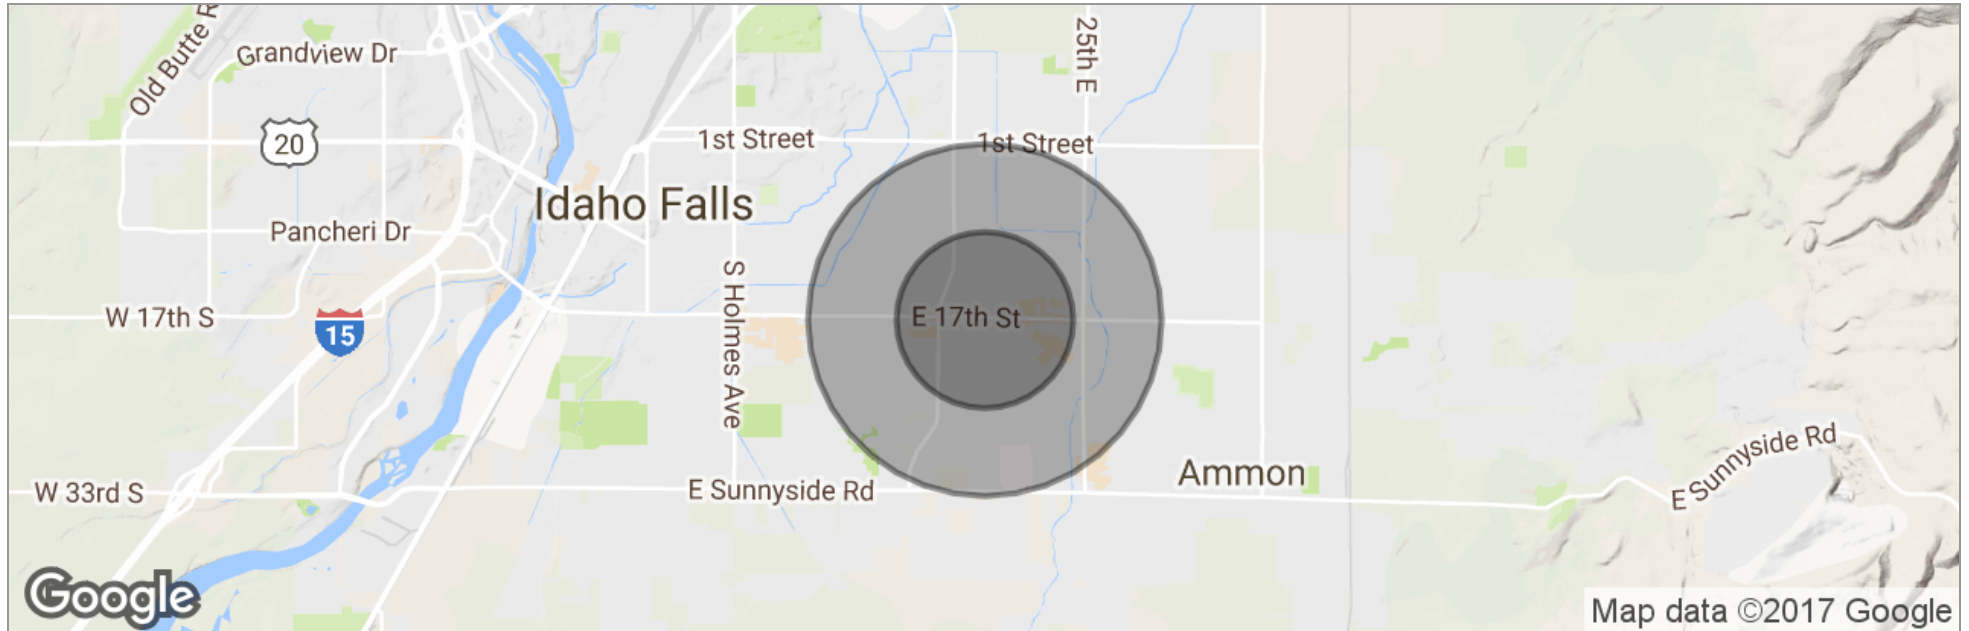 Old Butte R
Grandview Dr
25th E
20
1st Street
1st Street
Idaho Falls
Pancheri Dr
S Holmes Ave
W 17th S
15
E 17th St
E Sunnyside Rd
Ammon
W 33rd S
E Sunnyside Rd
Google
Map data ©2017 Google